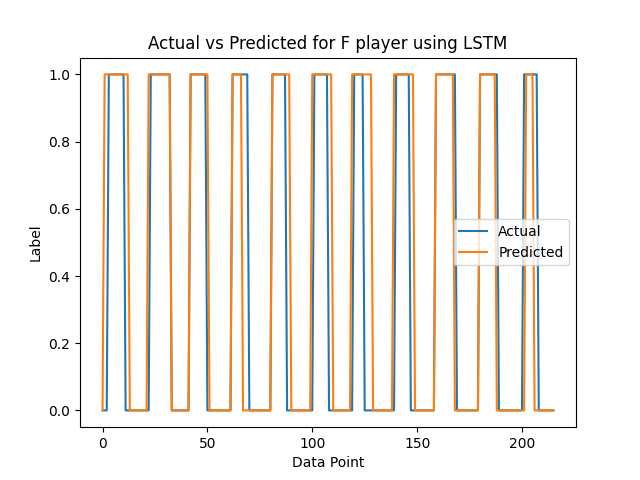 Actual vs Predicted for F player using LSTM
1.0
0.8
0.6
0.4
0.2
0.0
Label
Actual
Predicted
0
50
100
150
200
Data Point